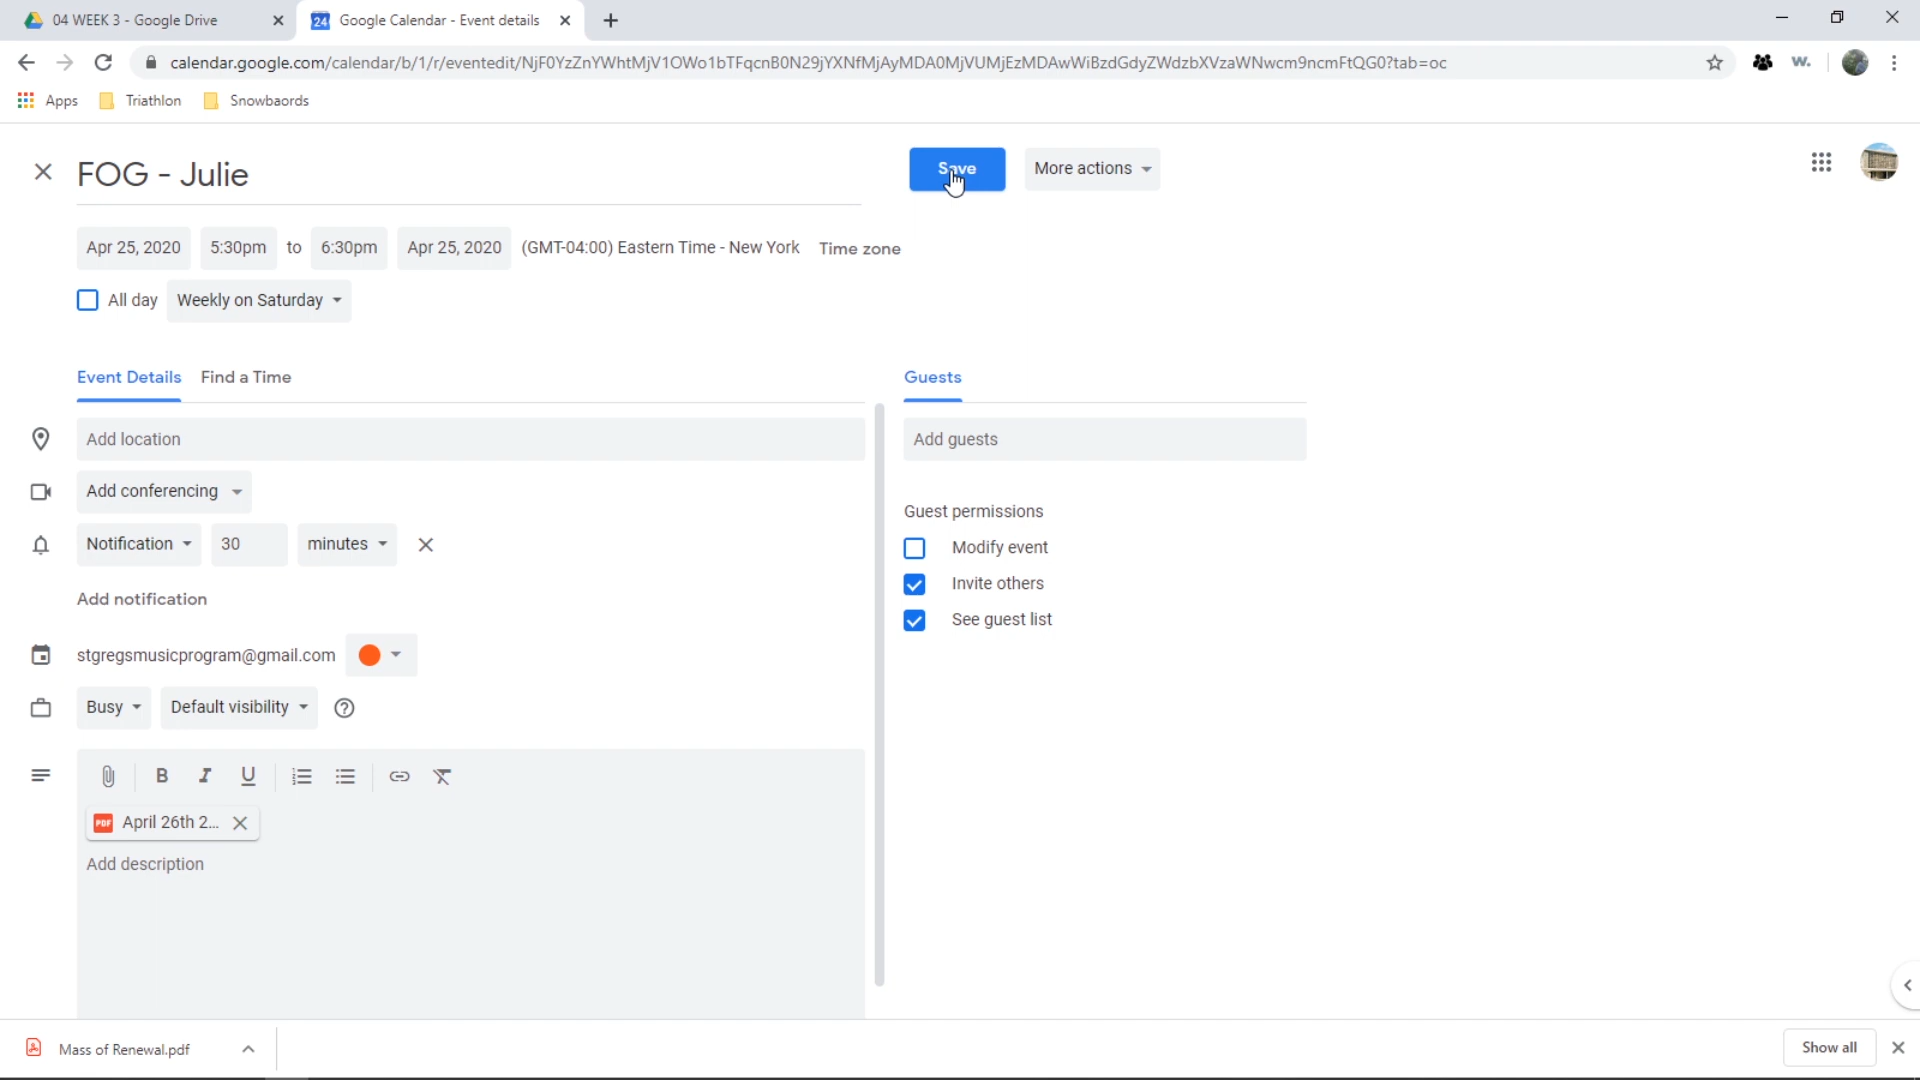 04 WEEK 3 - Google Drive
24 Google Calendar - Event details
calendar.google.com/calendar/b/1/r/eventedit/NjF0YzZnYWhtMjV1OWo1bTFqcnB0N29jYXNfMjAyMDA0MjVUMjEzMDAwWiBzdGdyZWdzbXVzaWNwcm9ncmFtQG0?tab=oc
w.
Apps Triathlon Snowbaords
FOG - Julie
Save
More actions
Apr 25, 2020 5:30pm to 6:30pm Apr 25, 2020 (GMT-04:00) Eastern Time - New York Time zone
All day Weekly on Saturday
Event Details Find a Time
Guests
Add location
Add guests
Add conferencing
Guest permissions
Notification 30 minutes
Modify event
Invite others
Add notification
See guest list
stgregsmusicprogram@gmail.com
Busy Default visibility
B I U
PDF April 26th 2...
Add description
Mass of Renewal.pdf
Show all